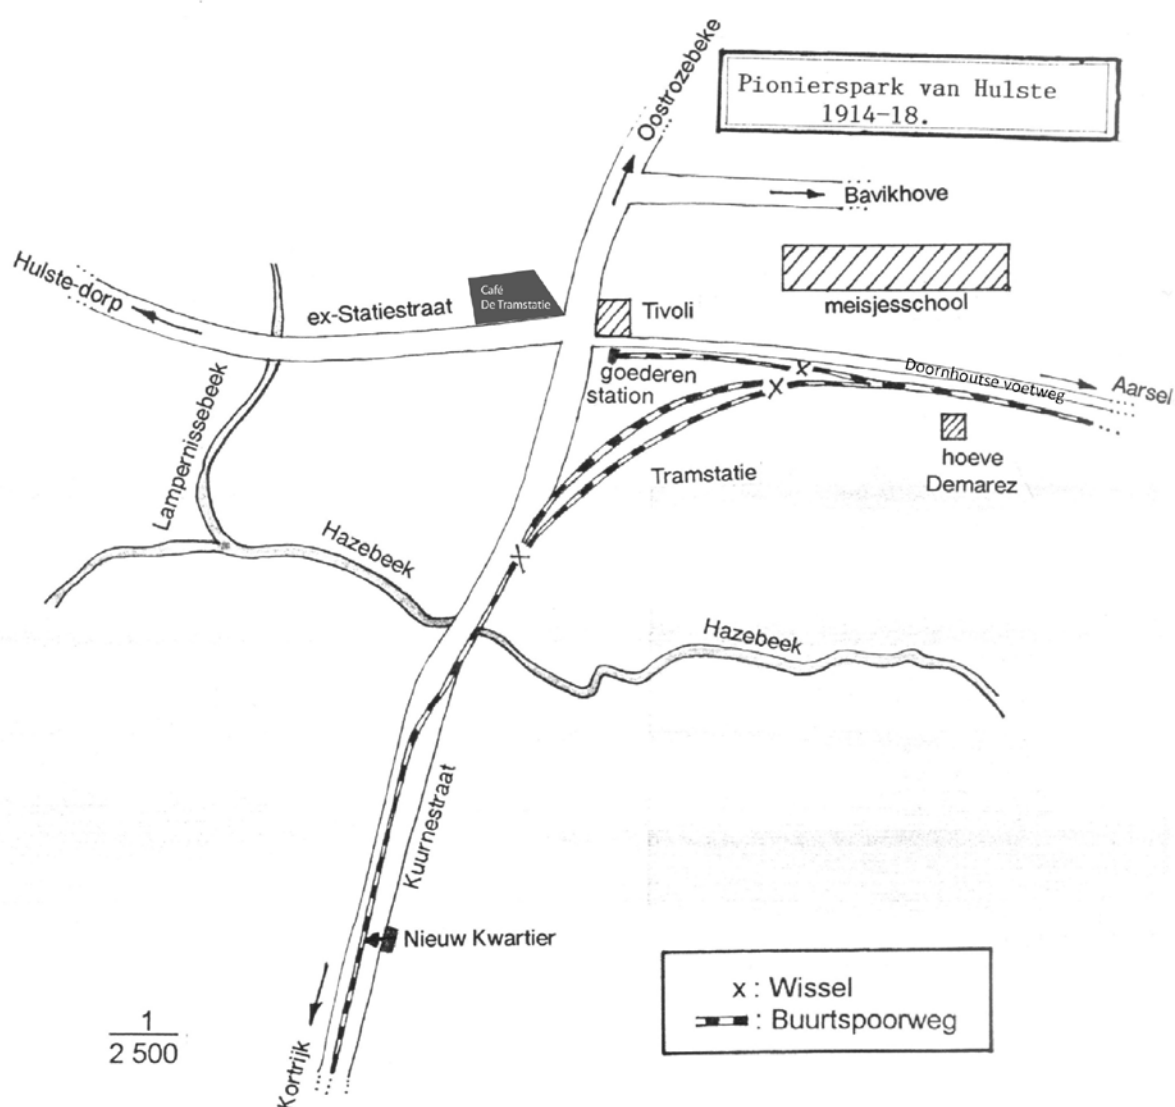 Oostrozebeke
Pionierspark van Hulste
1914-18.
Bavikhove
Hulste-dorp
ex-Statiestraat
Café
De Tramstatie
Tivoli
meisjesschool
goederen
station
Doornhoutse voetweg
Aarsel
Lampernissebeek
Tramstatie
hoeve
Demarez
Hazebeek
Hazebeek
Kuurnestraat
Nieuw Kwartier
x : Wissel
: Buurtspoorweg
1
2 500
Kortrijk